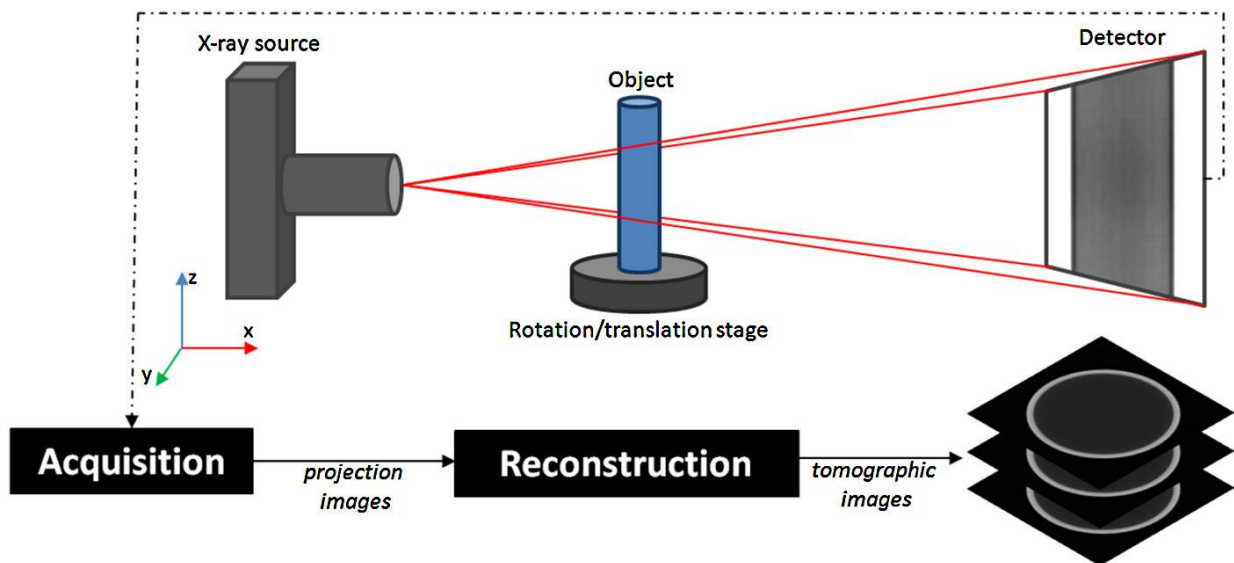 X-ray source
Object
Detector
z
x
y
Rotation/translation stage
Acquisition
projection
images
Reconstruction
tomographic
images